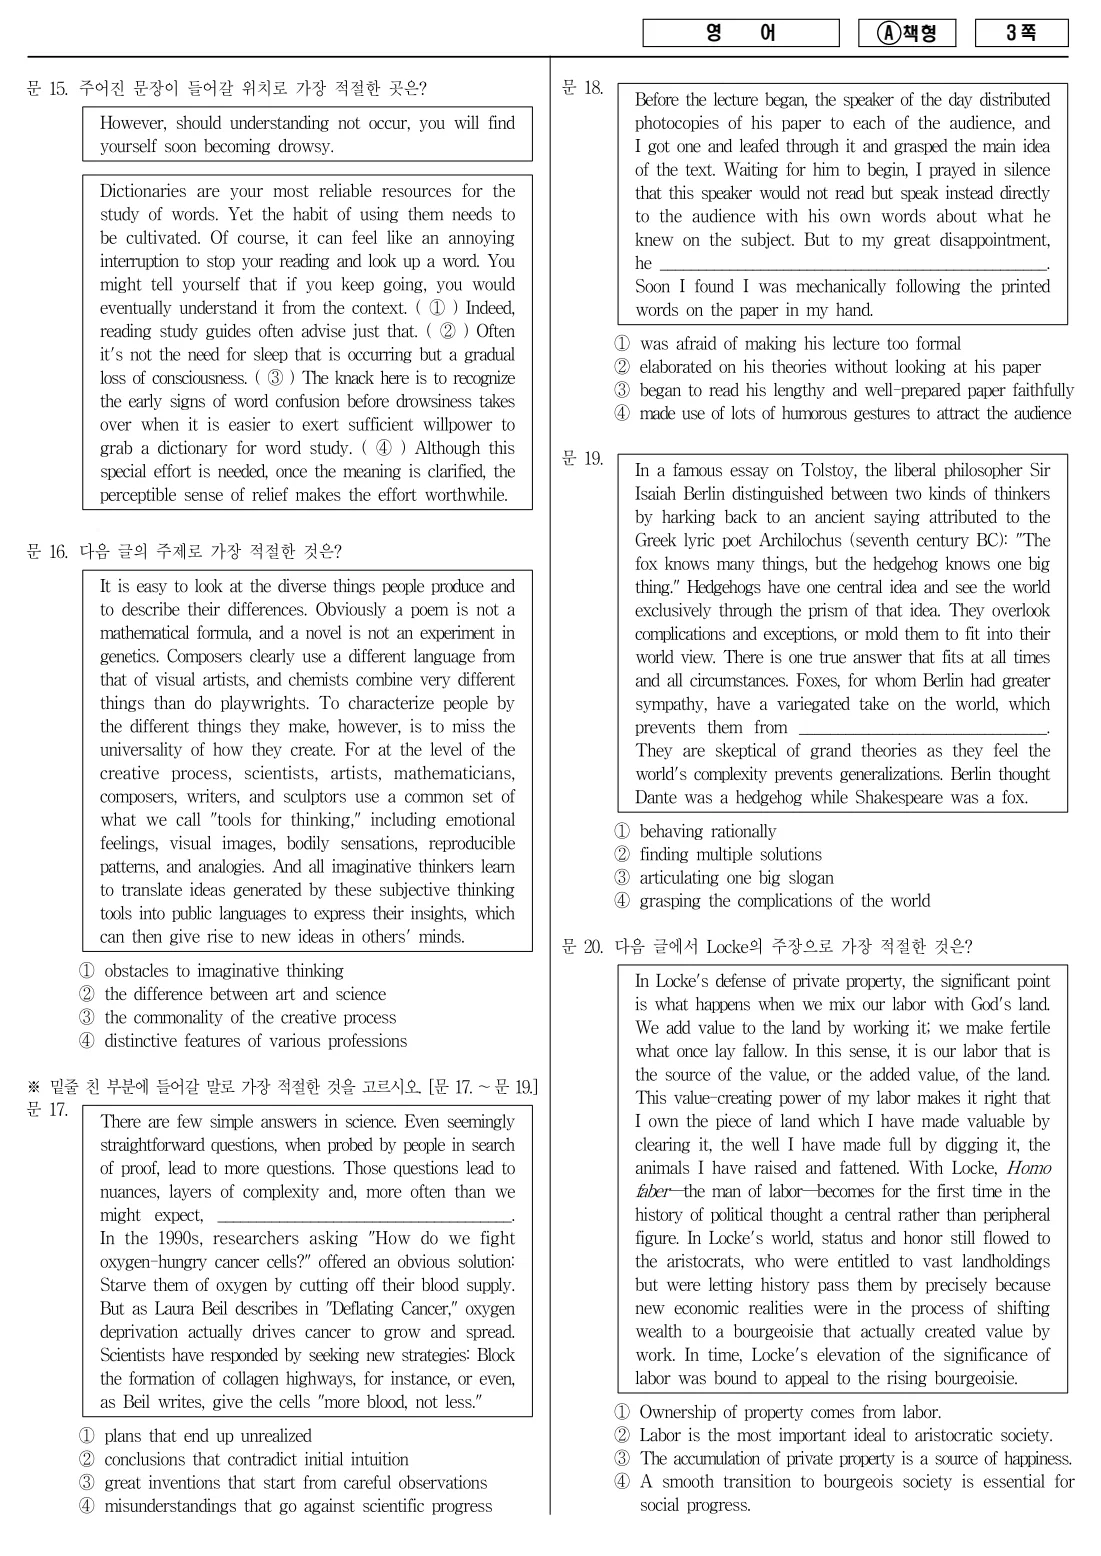 영 어
Ⓐ책형
3쪽
문 15. 주어진 문장이 들어갈 위치로 가장 적절한 곳은?
However, should understanding not occur, you will find
yourself soon becoming drowsy.
Dictionaries are your most reliable resources for the
study of words. Yet the habit of using them needs to
be cultivated. Of course, it can feel like an annoying
interruption to stop your reading and look up a word. You
might tell yourself that if you keep going, you would
eventually understand it from the context. ( ① ) Indeed,
reading study guides often advise just that. ( ② ) Often
it's not the need for sleep that is occurring but a gradual
loss of consciousness. ( ③ ) The knack here is to recognize
the early signs of word confusion before drowsiness takes
over when it is easier to exert sufficient willpower to
grab a dictionary for word study. ( ④ ) Although this
special effort is needed, once the meaning is clarified, the
perceptible sense of relief makes the effort worthwhile.
문 16. 다음 글의 주제로 가장 적절한 것은?
It is easy to look at the diverse things people produce and
to describe their differences. Obviously a poem is not a
mathematical formula, and a novel is not an experiment in
genetics. Composers clearly use a different language from
that of visual artists, and chemists combine very different
things than do playwrights. To characterize people by
the different things they make, however, is to miss the
universality of how they create. For at the level of the
creative process, scientists, artists, mathematicians,
composers, writers, and sculptors use a common set of
what we call "tools for thinking," including emotional
feelings, visual images, bodily sensations, reproducible
patterns, and analogies. And all imaginative thinkers learn
to translate ideas generated by these subjective thinking
tools into public languages to express their insights, which
can then give rise to new ideas in others' minds.
① obstacles to imaginative thinking
② the difference between art and science
③ the commonality of the creative process
④ distinctive features of various professions
※ 밑줄 친 부분에 들어갈 말로 가장 적절한 것을 고르시오. [문 17. ~ 문 19.]
문 17.
There are few simple answers in science. Even seemingly
straightforward questions, when probed by people in search
of proof, lead to more questions. Those questions lead to
nuances, layers of complexity and, more often than we
might expect, ______________________________.
In the 1990s, researchers asking "How do we fight
oxygen-hungry cancer cells?" offered an obvious solution:
Starve them of oxygen by cutting off their blood supply.
But as Laura Beil describes in "Deflating Cancer," oxygen
deprivation actually drives cancer to grow and spread.
Scientists have responded by seeking new strategies: Block
the formation of collagen highways, for instance, or even,
as Beil writes, give the cells "more blood, not less."
① plans that end up unrealized
② conclusions that contradict initial intuition
③ great inventions that start from careful observations
④ misunderstandings that go against scientific progress
문 18.
Before the lecture began, the speaker of the day distributed
photocopies of his paper to each of the audience, and
I got one and leafed through it and grasped the main idea
of the text. Waiting for him to begin, I prayed in silence
that this speaker would not read but speak instead directly
to the audience with his own words about what he
knew on the subject. But to my great disappointment,
he ________________________________________.
Soon I found I was mechanically following the printed
words on the paper in my hand.
① was afraid of making his lecture too formal
② elaborated on his theories without looking at his paper
③ began to read his lengthy and well-prepared paper faithfully
④ made use of lots of humorous gestures to attract the audience
문 19.
In a famous essay on Tolstoy, the liberal philosopher Sir
Isaiah Berlin distinguished between two kinds of thinkers
by harking back to an ancient saying attributed to the
Greek lyric poet Archilochus (seventh century BC): "The
fox knows many things, but the hedgehog knows one big
thing." Hedgehogs have one central idea and see the world
exclusively through the prism of that idea. They overlook
complications and exceptions, or mold them to fit into their
world view. There is one true answer that fits at all times
and all circumstances. Foxes, for whom Berlin had greater
sympathy, have a variegated take on the world, which
prevents them from __________________________.
They are skeptical of grand theories as they feel the
world's complexity prevents generalizations. Berlin thought
Dante was a hedgehog while Shakespeare was a fox.
① behaving rationally
② finding multiple solutions
③ articulating one big slogan
④ grasping the complications of the world
문 20. 다음 글에서 Locke의 주장으로 가장 적절한 것은?
In Locke's defense of private property, the significant point
is what happens when we mix our labor with God's land.
We add value to the land by working it; we make fertile
what once lay fallow. In this sense, it is our labor that is
the source of the value, or the added value, of the land.
This value-creating power of my labor makes it right that
I own the piece of land which I have made valuable by
clearing it, the well I have made full by digging it, the
animals I have raised and fattened. With Locke, Homo
faber—the man of labor—becomes for the first time in the
history of political thought a central rather than peripheral
figure. In Locke's world, status and honor still flowed to
the aristocrats, who were entitled to vast landholdings
but were letting history pass them by precisely because
new economic realities were in the process of shifting
wealth to a bourgeoisie that actually created value by
work. In time, Locke's elevation of the significance of
labor was bound to appeal to the rising bourgeoisie.
① Ownership of property comes from labor.
② Labor is the most important ideal to aristocratic society.
③ The accumulation of private property is a source of happiness.
④ A smooth transition to bourgeois society is essential for
social progress.